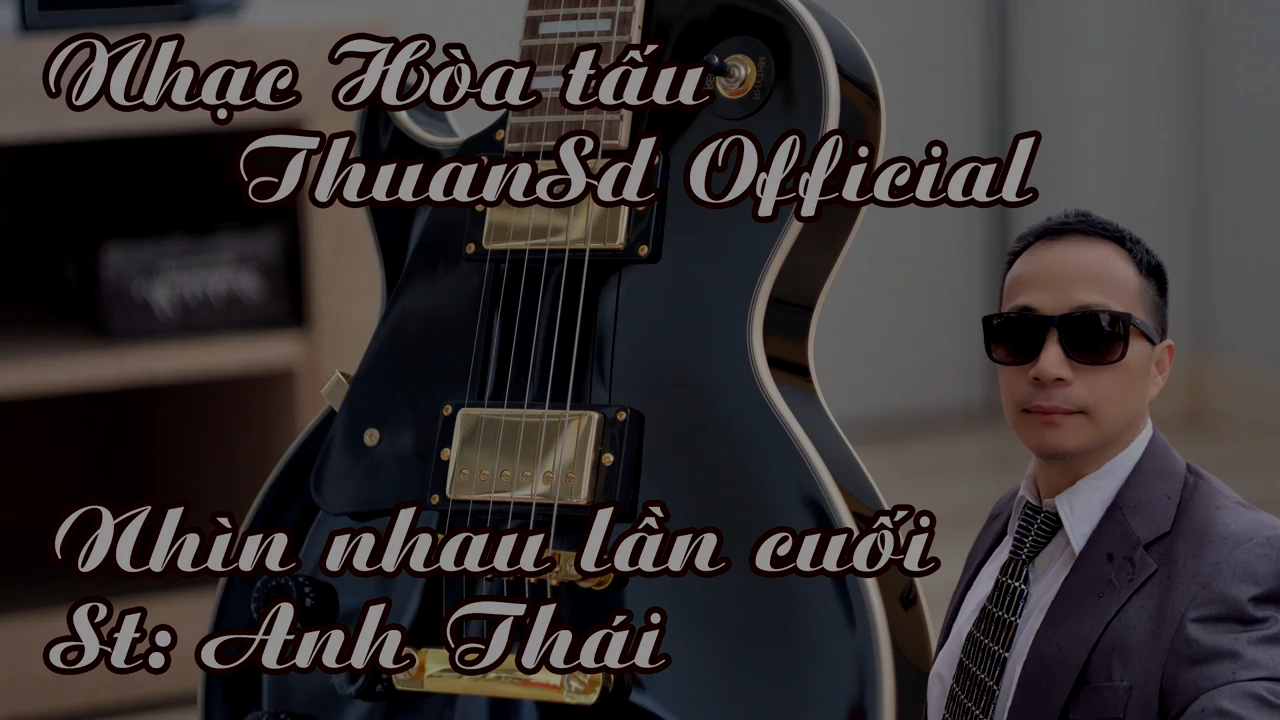 Nhạc Hòa tấu
ThuanSd Official
Nhìn nhau lần cuối
St: Anh Thái